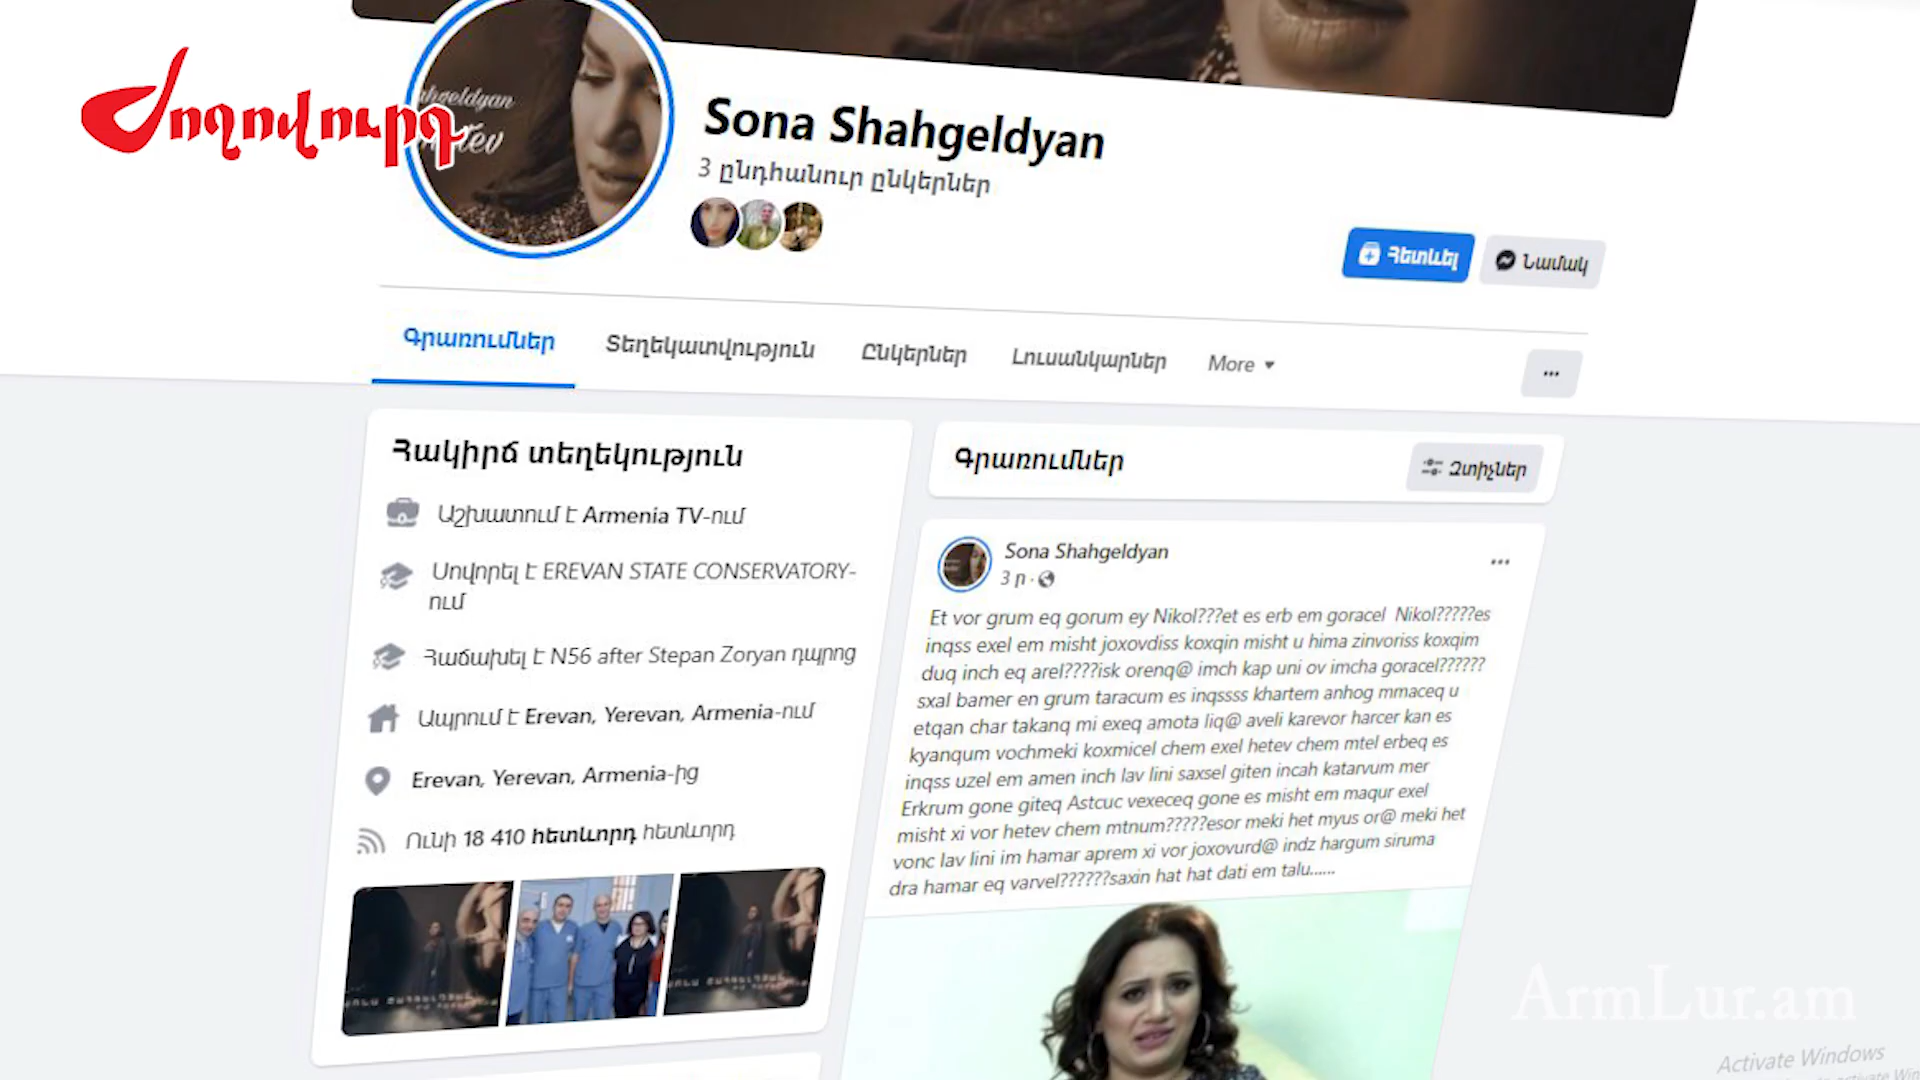 Ժողովուրդ
Sona Shahgeldyan
3 ընդհանուր ընկերներ
Հետևել
Նամակ
Գրառումներ
Տեղեկատվություն
Ընկերներ
Լուսանկարներ
More
Հակիրճ տեղեկություն
Աշխատում է Armenia TV-ում
Սովորել է EREVAN STATE CONSERVATORY-
ում
Հաճախել է N56 after Stepan Zoryan դպրոց
Ապրում է Erevan, Yerevan, Armenia-ում
Erevan, Yerevan, Armenia-ից
Ունի 18 410 հետևորդ հետևորդ
Գրառումներ
Զտիչներ
Sona Shahgeldyan
3 ր ·
Et vor grum eq gorum ey Nikol???et es erb em goracel Nikol?????es
inqss exel em misht joxovdiss koxqin misht u hima zinvoriss koxqim
duq inch eq arel????isk orenq@ imch kap uni ov imcha goracel??????
sxal bamer en grum taracum es inqssss khartem anhog mmaceq u
etqan char takanq mi exeq amota liq@ aveli karevor harcer kan es
kyanqum vochmeki koxmicel chem exel hetev chem mtel erbeq es
inqss uzel em amen inch lav lini saxsel giten incah katarvum mer
Erkrum gone giteq Astcuc vexeceq gone es misht em maqur exel
misht xi vor hetev chem mtnum?????esor meki het myus or@ meki het
vonc lav lini im hamar aprem xi vor joxovurd@ indz hargum siruma
dra hamar eq varvel??????saxin hat hat dati em talu......
ArmLur.am
Activate Windows